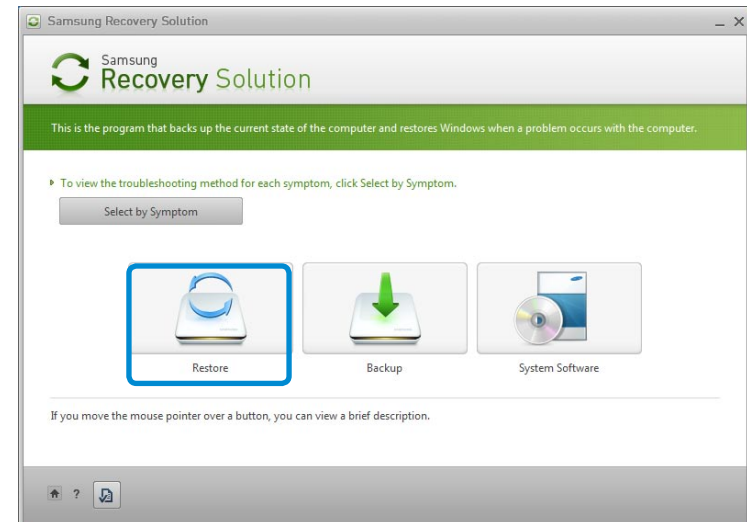 Samsung Recovery Solution
Samsung
Recovery Solution
This is the program that backs up the current state of the computer and restores Windows when a problem occurs with the computer.
To view the troubleshooting method for each symptom, click Select by Symptom.
Select by Symptom
Restore
Backup
System Software
If you move the mouse pointer over a button, you can view a brief description.
?